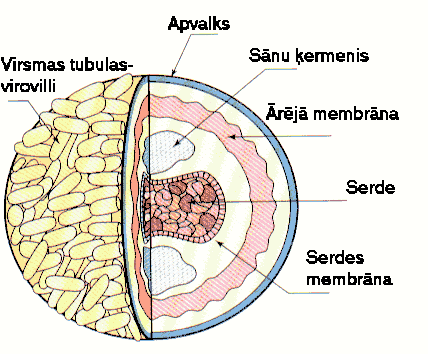 Apvalks
Sānu ķermenis
Virsmas tubulas-
virovilli
Ārējā membrāna
Serde
Serdes
membrāna